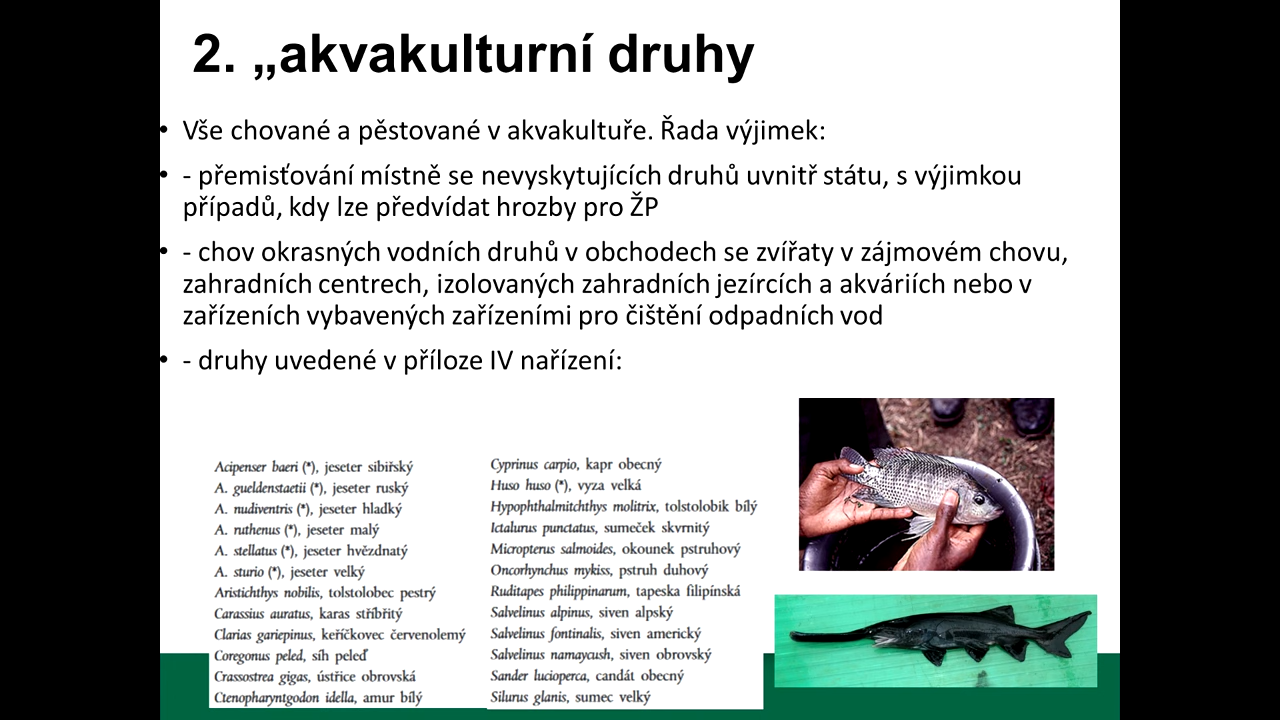 2. „akvakulturní druhy
• Vše chované a pěstované v akvakultuře. Řada výjimek:
• - přemisťování místně se nevyskytujících druhů uvnitř státu, s výjimkou
případů, kdy lze předvídat hrozby pro ŽP
• - chov okrasných vodních druhů v obchodech se zvířaty v zájmovém chovu,
zahradních centrech, izolovaných zahradních jezírcích a akváriích nebo v
zařízeních vybavených zařízeními pro čištění odpadních vod
• - druhy uvedené v příloze IV nařízení:
Acipenser baeri (*), jeseter sibiřský
A. gueldenstaetii (*), jeseter ruský
A. nudiventris (*), jeseter hladký
A. ruthenus (*), jeseter malý
A. stellatus (*), jeseter hvězdnatý
A. sturio (*), jeseter velký
Aristichthys nobilis, tolstolobec pestrý
Carassius auratus, karas stříbřitý
Clarias gariepinus, keříčkovec červenolemý
Coregonus peled, síh peleď
Crassostrea gigas, ústřice obrovská
Ctenopharyntgodon idella, amur bílý
Cyprinus carpio, kapr obecný
Huso huso (*), vyza velká
Hypophthalmitchthys molitrix, tolstolobik bílý
Ictalurus punctatus, sumeček skvrnitý
Micropterus salmoides, okounek pstruhový
Oncorhynchus mykiss, pstruh duhový
Ruditapes philippinarum, tapeska filipínská
Salvelinus alpinus, siven alpský
Salvelinus fontinalis, siven americký
Salvelinus namaycush, siven obrovský
Sander lucioperca, candát obecný
Silurus glanis, sumec velký